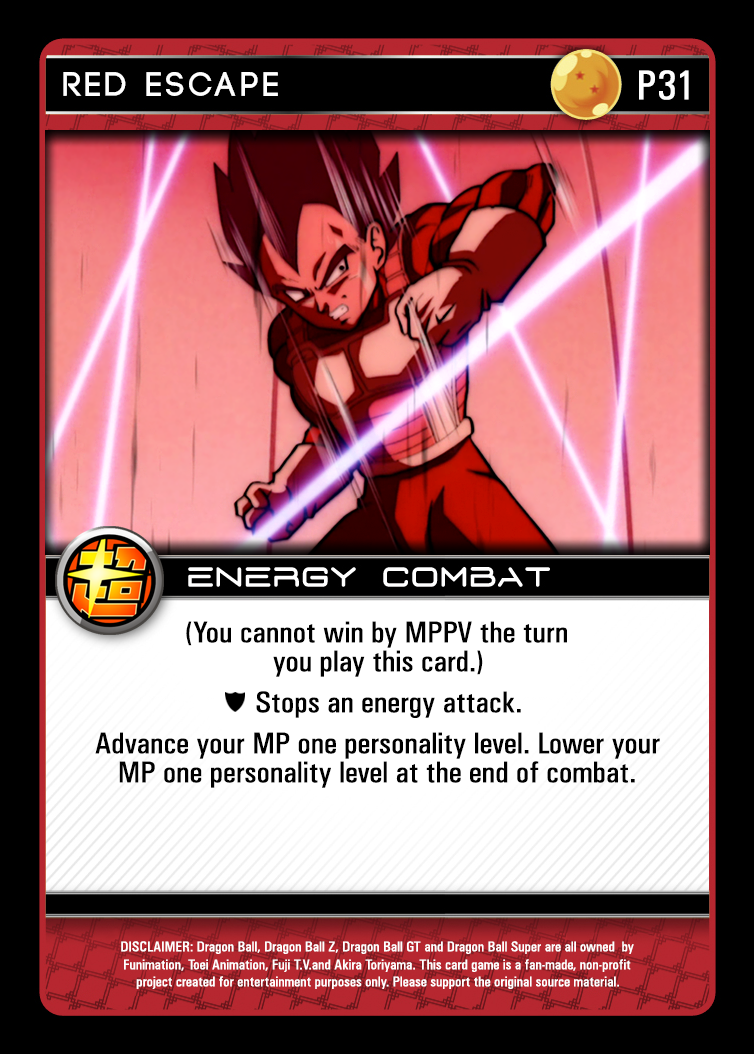 RED ESCAPE
P31
超
ENERGY COMBAT
(You cannot win by MPPV the turn
you play this card.)
Stops an energy attack.
Advance your MP one personality level. Lower your
MP one personality level at the end of combat.
DISCLAIMER: Dragon Ball, Dragon Ball Z, Dragon Ball GT and Dragon Ball Super are all owned by
Funimation, Toei Animation, Fuji T.V.and Akira Toriyama. This card game is a fan-made, non-profit
project created for entertainment purposes only. Please support the original source material.